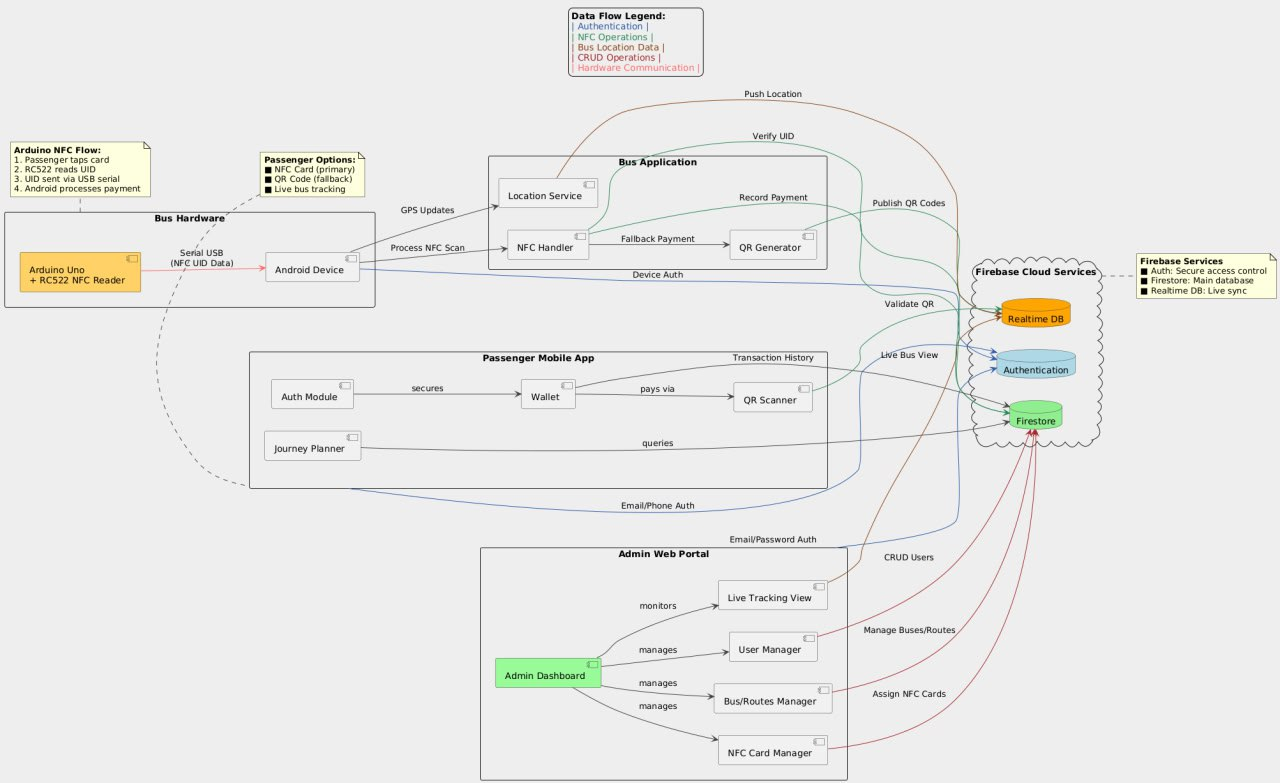 Data Flow Legend:
| Authentication |
| NFC Operations |
| Bus Location Data |
| CRUD Operations |
| Hardware Communication |
Push Location
Verify UID
Arduino NFC Flow:
1. Passenger taps card
2. RC522 reads UID
3. UID sent via USB serial
4. Android processes payment
Passenger Options:
■ NFC Card (primary)
■ QR Code (fallback)
■ Live bus tracking
Bus Application
Location Service
Record Payment
Publish QR Codes
GPS Updates
Bus Hardware
Process NFC Scan
NFC Handler
Fallback Payment
QR Generator
Serial USB
(NFC UID Data)
Arduino Uno
+ RC522 NFC Reader
Android Device
Device Auth
Firebase Cloud Services
Firebase Services
■ Auth: Secure access control
■ Firestore: Main database
■ Realtime DB: Live sync
Validate QR
Realtime DB
Passenger Mobile App
Transaction History
Live Bus View
Authentication
Auth Module
secures
Wallet
pays via
QR Scanner
Firestore
Journey Planner
queries
Email/Phone Auth
Email/Password Auth
Admin Web Portal
CRUD Users
Live Tracking View
monitors
Manage Buses/Routes
User Manager
manages
Admin Dashboard
manages
Bus/Routes Manager
Assign NFC Cards
manages
NFC Card Manager